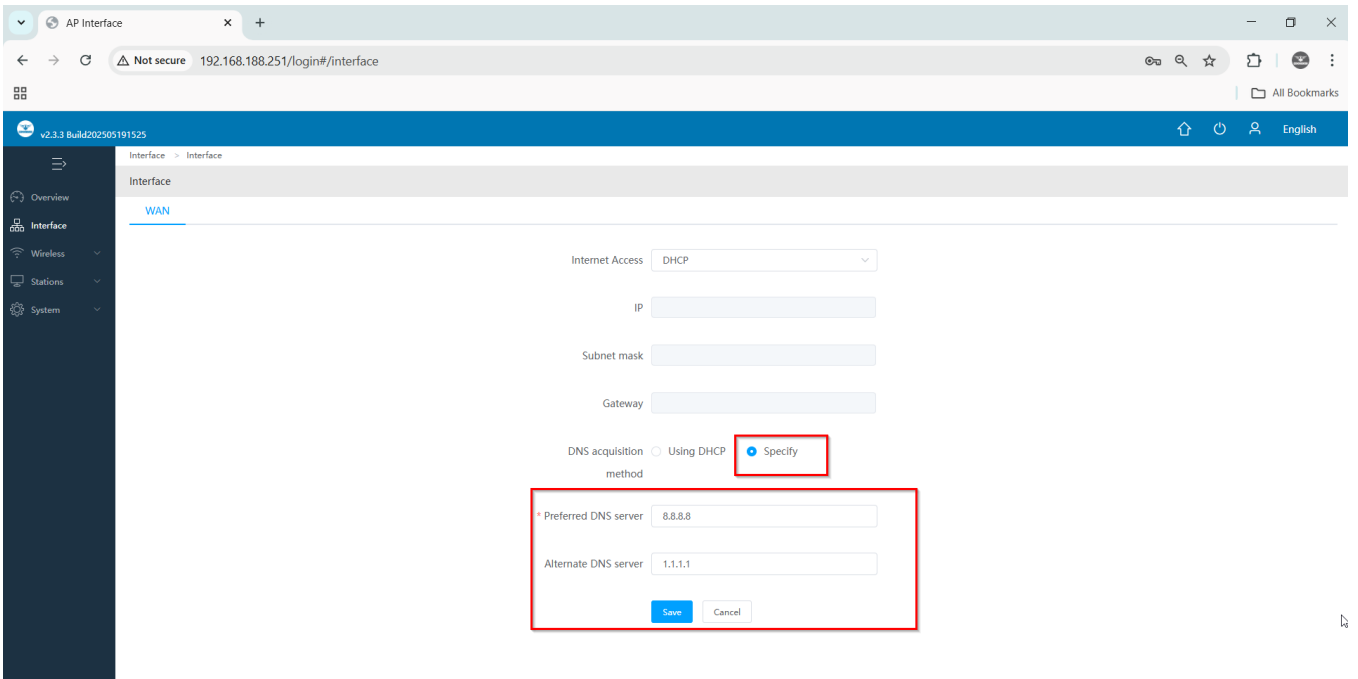 AP Interface
Not secure 192.168.188.251/login#/interface
All Bookmarks
v2.3.3 Build202505191525
English
Interface > Interface
Interface
Overview
Interface
Wireless
Stations
System
WAN
Internet Access DHCP
IP
Subnet mask
Gateway
DNS acquisition method Using DHCP Specify
* Preferred DNS server 8.8.8.8
Alternate DNS server 1.1.1.1
Save Cancel